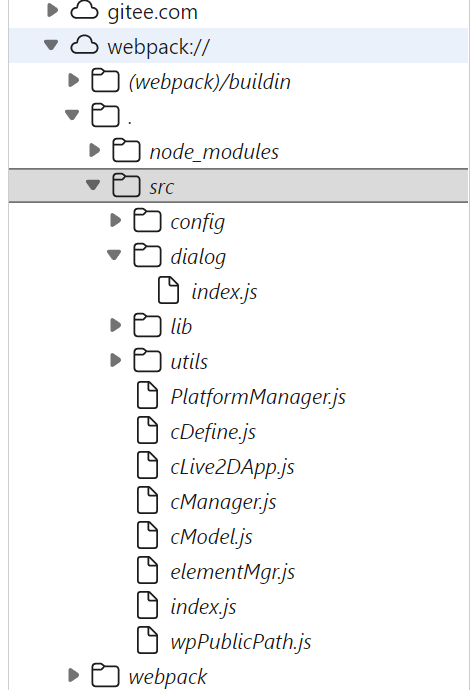 gitee.com
webpack://
(webpack)/buildin
.
node_modules
src
config
dialog
index.js
lib
utils
PlatformManager.js
cDefine.js
cLive2DApp.js
cManager.js
cModel.js
elementMgr.js
index.js
wpPublicPath.js
webpack